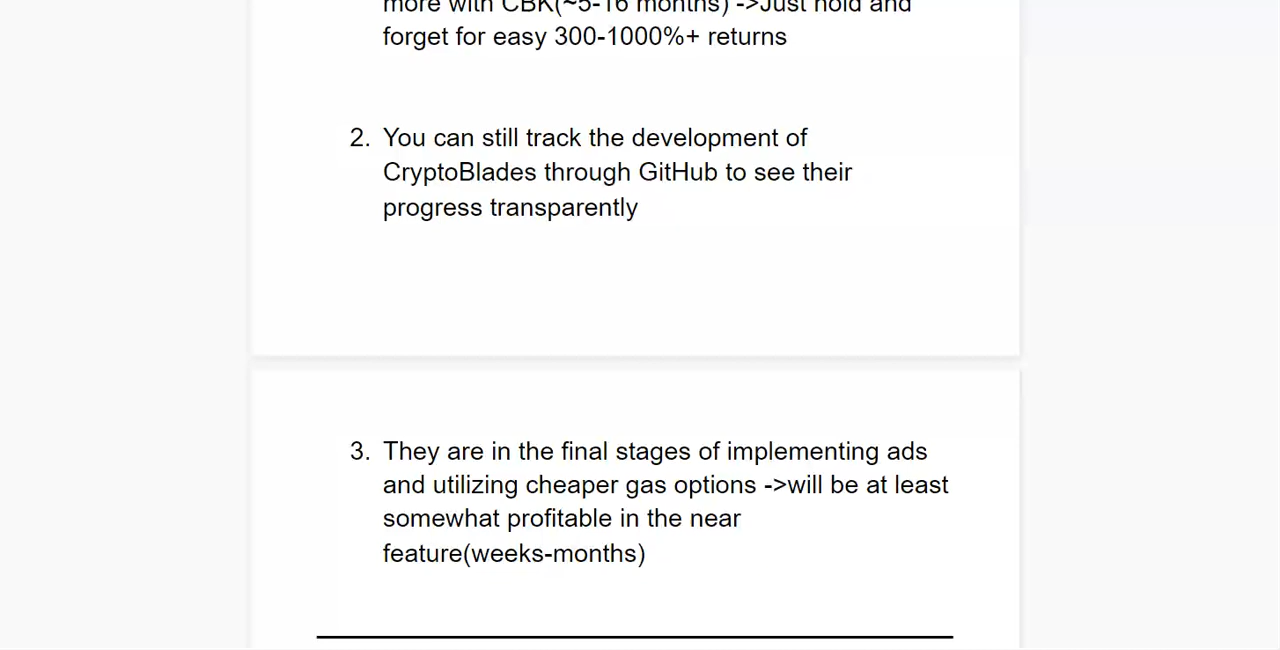 more with CBK(~5-16 months) ->Just hold and
forget for easy 300-1000%+ returns
2. You can still track the development of
CryptoBlades through GitHub to see their
progress transparently
3. They are in the final stages of implementing ads
and utilizing cheaper gas options ->will be at least
somewhat profitable in the near
feature(weeks-months)